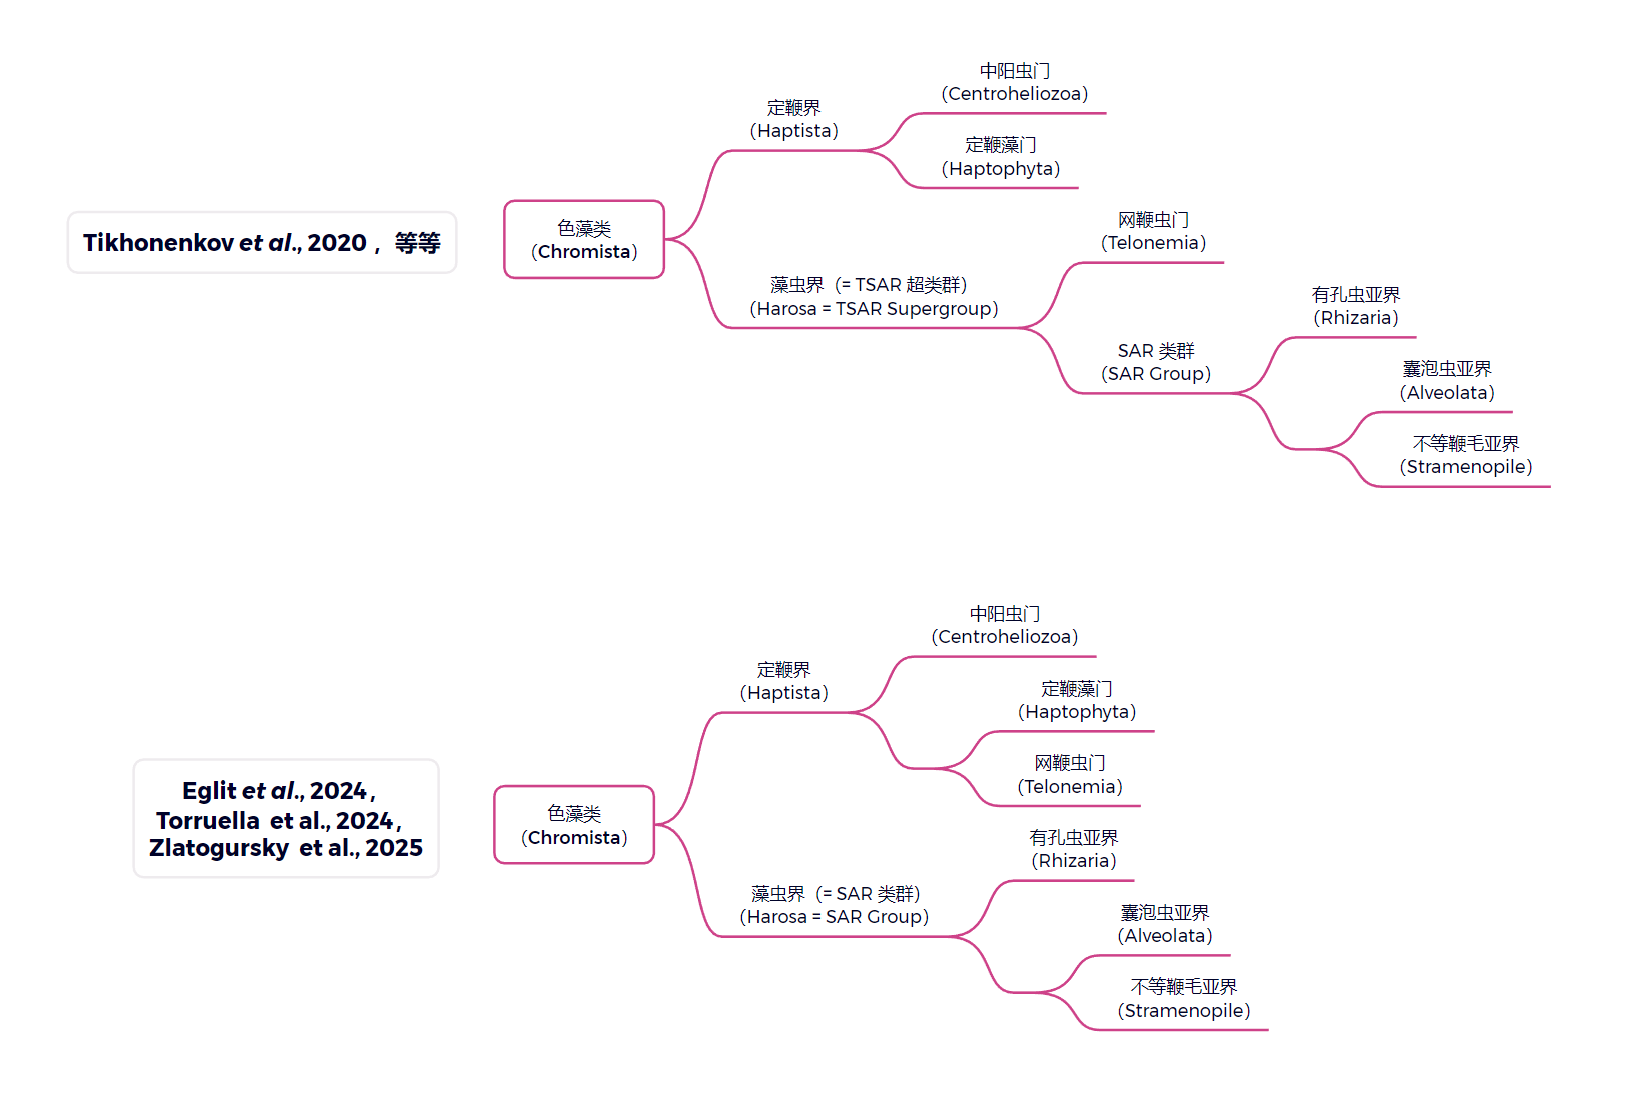 Tikhonenkov et al., 2020，等等
色藻类
（Chromista）
定鞭界
（Haptista）
中阳虫门
（Centroheliozoa）
定鞭藻门
（Haptophyta）
藻虫界（= TSAR 超类群）
（Harosa = TSAR Supergroup）
网鞭虫门
（Telonemia）
SAR 类群
（SAR Group）
有孔虫亚界
（Rhizaria）
囊泡虫亚界
（Alveolata）
不等鞭毛亚界
（Stramenopile）
Eglit et al., 2024，
Torruella et al., 2024，
Zlatogursky et al., 2025
色藻类
（Chromista）
定鞭界
（Haptista）
中阳虫门
（Centroheliozoa）
定鞭藻门
（Haptophyta）
网鞭虫门
（Telonemia）
藻虫界（= SAR 类群）
（Harosa = SAR Group）
有孔虫亚界
（Rhizaria）
囊泡虫亚界
（Alveolata）
不等鞭毛亚界
（Stramenopile）